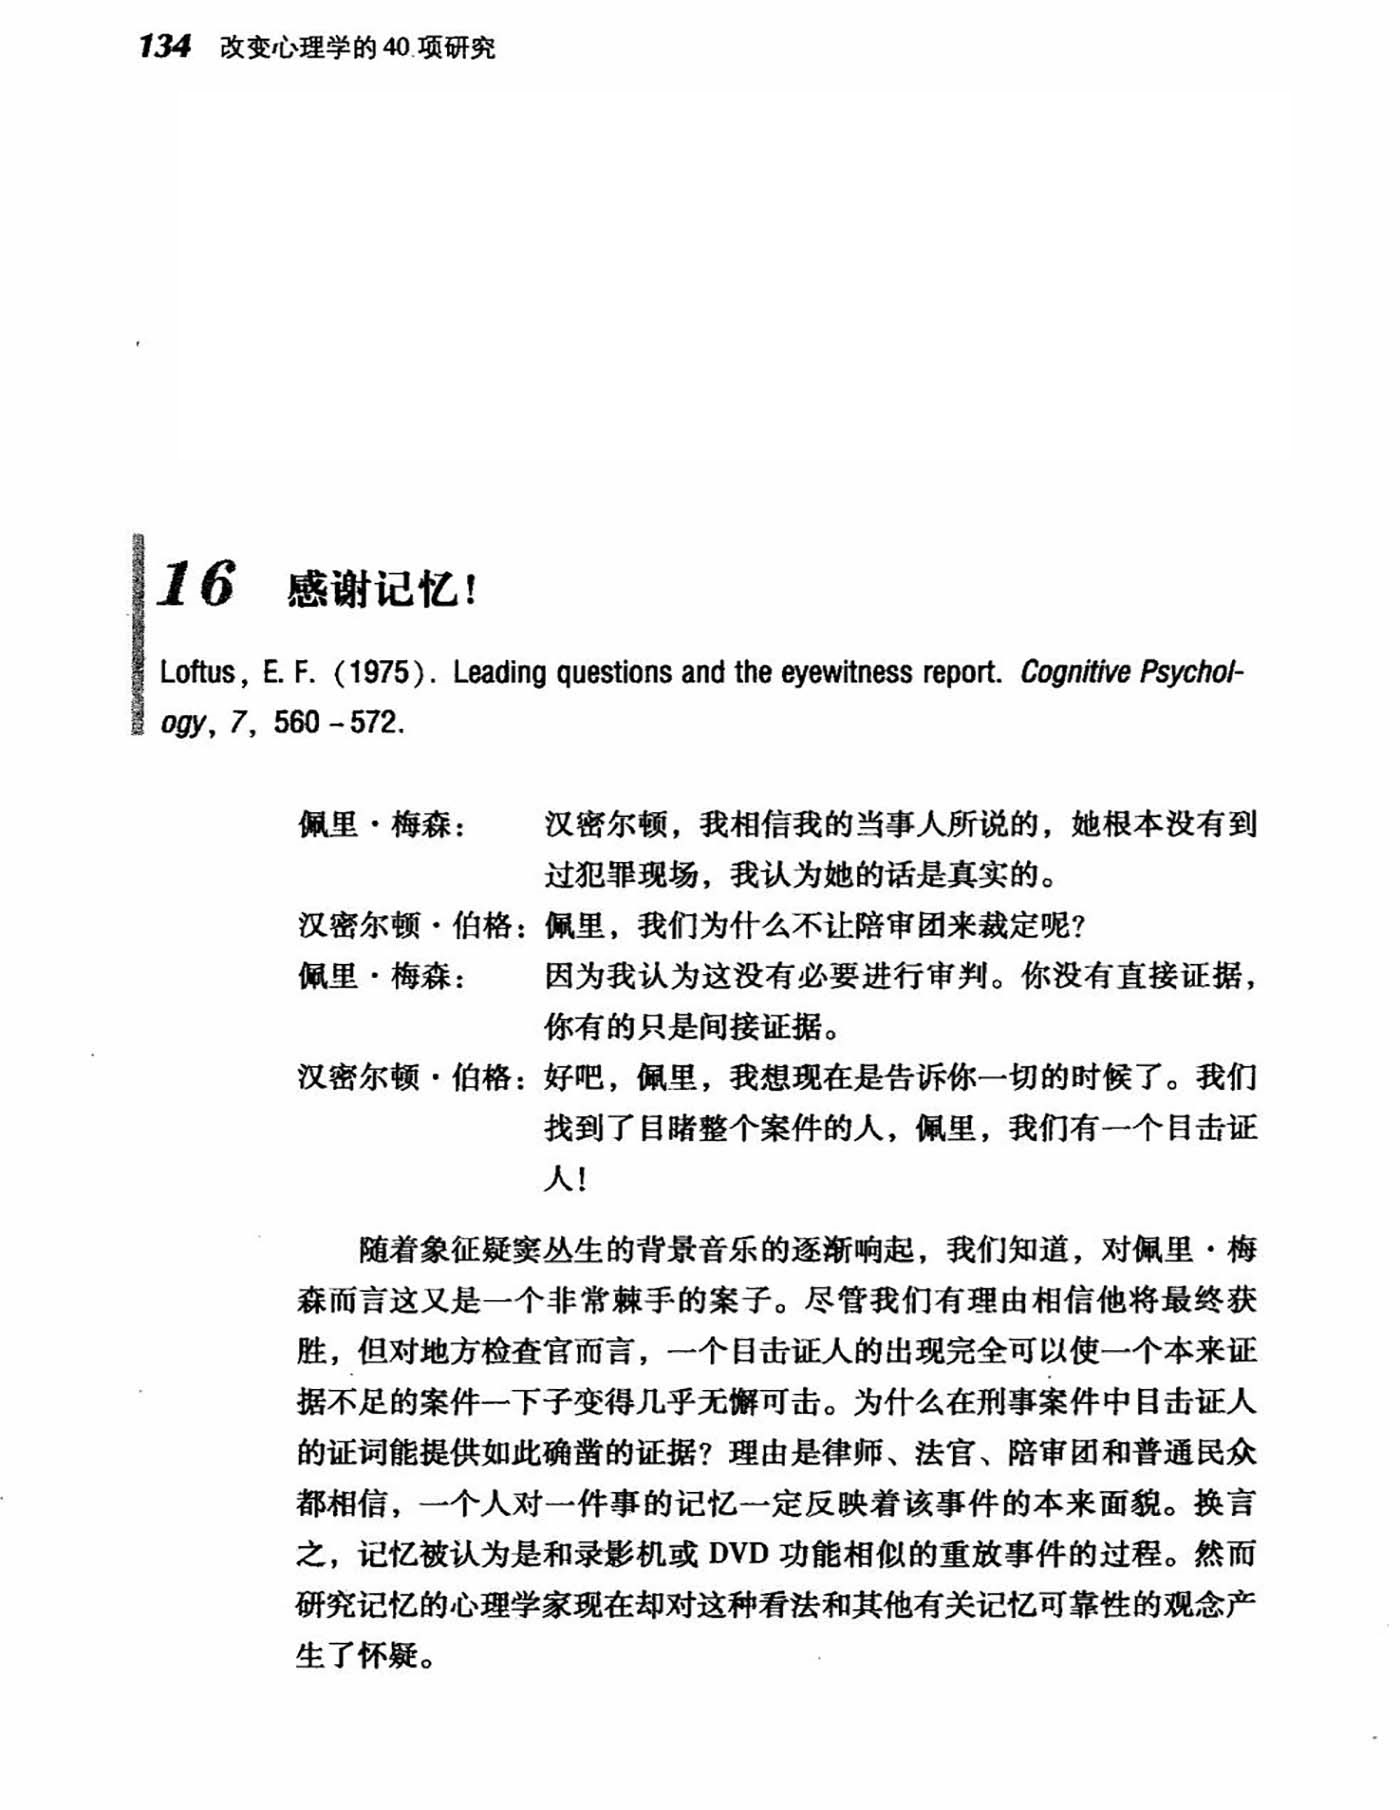 134 改变心理学的40项研究
16 感谢记忆！
Loftus, E. F. (1975). Leading questions and the eyewitness report. Cognitive Psychol-
ogy, 7, 560 - 572.
佩里·梅森： 汉密尔顿，我相信我的当事人所说的，她根本没有到
过犯罪现场，我认为她的话是真实的。
汉密尔顿·伯格：佩里，我们为什么不让陪审团来裁定呢？
佩里·梅森： 因为我认为这没有必要进行审判。你没有直接证据，
你有的只是间接证据。
汉密尔顿·伯格：好吧，佩里，我想现在是告诉你一切的时候了。我们
找到了目睹整个案件的人，佩里，我们有一个目击证
人！
随着象征疑窦丛生的背景音乐的逐渐响起，我们知道，对佩里·梅
森而言这又是一个非常棘手的案子。尽管我们有理由相信他将最终获
胜，但对地方检查官而言，一个目击证人的出现完全可以使一个本来证
据不足的案件一下子变得几乎无懈可击。为什么在刑事案件中目击证人
的证词能提供如此确凿的证据？理由是律师、法官、陪审团和普通民众
都相信，一个人对一件事的记忆一定反映着该事件的本来面貌。换言
之，记忆被认为是和录影机或 DVD 功能相似的重放事件的过程。然而
研究记忆的心理学家现在却对这种看法和其他有关记忆可靠性的观念产
生了怀疑。